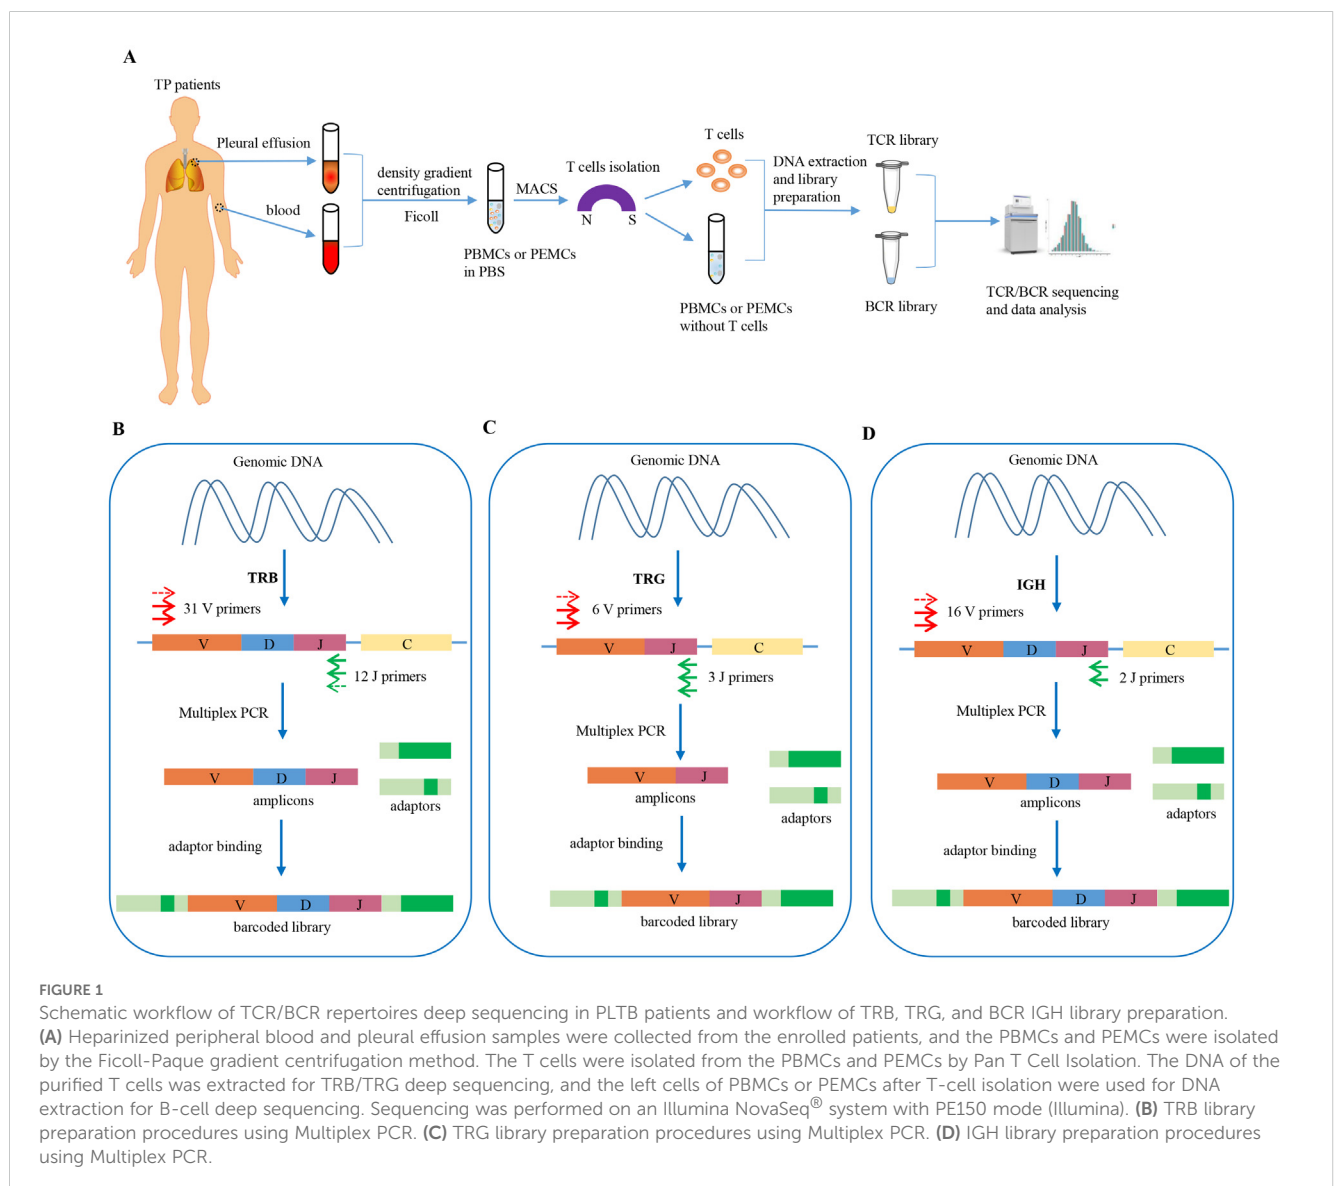 A
TP patients
Pleural effusion
blood
density gradient
centrifugation
Ficoll
PBMCs or PEMCs
in PBS
MACS
T cells isolation
N S
T cells
PBMCs or PEMCs
without T cells
DNA extraction
and library
preparation
TCR library
BCR library
TCR/BCR sequencing
and data analysis
B
Genomic DNA
TRB
31 V primers
V D J C
12 J primers
Multiplex PCR
V D J
amplicons
adaptors
adaptor binding
V D J
barcoded library
C
Genomic DNA
TRG
6 V primers
V J C
3 J primers
Multiplex PCR
V J
amplicons
adaptors
adaptor binding
V J
barcoded library
D
Genomic DNA
IGH
16 V primers
V D J C
2 J primers
Multiplex PCR
V D J
amplicons
adaptors
adaptor binding
V D J
barcoded library
FIGURE 1
Schematic workflow of TCR/BCR repertoires deep sequencing in PLTB patients and workflow of TRB, TRG, and BCR IGH library preparation.
(A) Heparinized peripheral blood and pleural effusion samples were collected from the enrolled patients, and the PBMCs and PEMCs were isolated
by the Ficoll-Paque gradient centrifugation method. The T cells were isolated from the PBMCs and PEMCs by Pan T Cell Isolation. The DNA of the
purified T cells was extracted for TRB/TRG deep sequencing, and the left cells of PBMCs or PEMCs after T-cell isolation were used for DNA
extraction for B-cell deep sequencing. Sequencing was performed on an Illumina NovaSeq® system with PE150 mode (Illumina). (B) TRB library
preparation procedures using Multiplex PCR. (C) TRG library preparation procedures using Multiplex PCR. (D) IGH library preparation procedures
using Multiplex PCR.